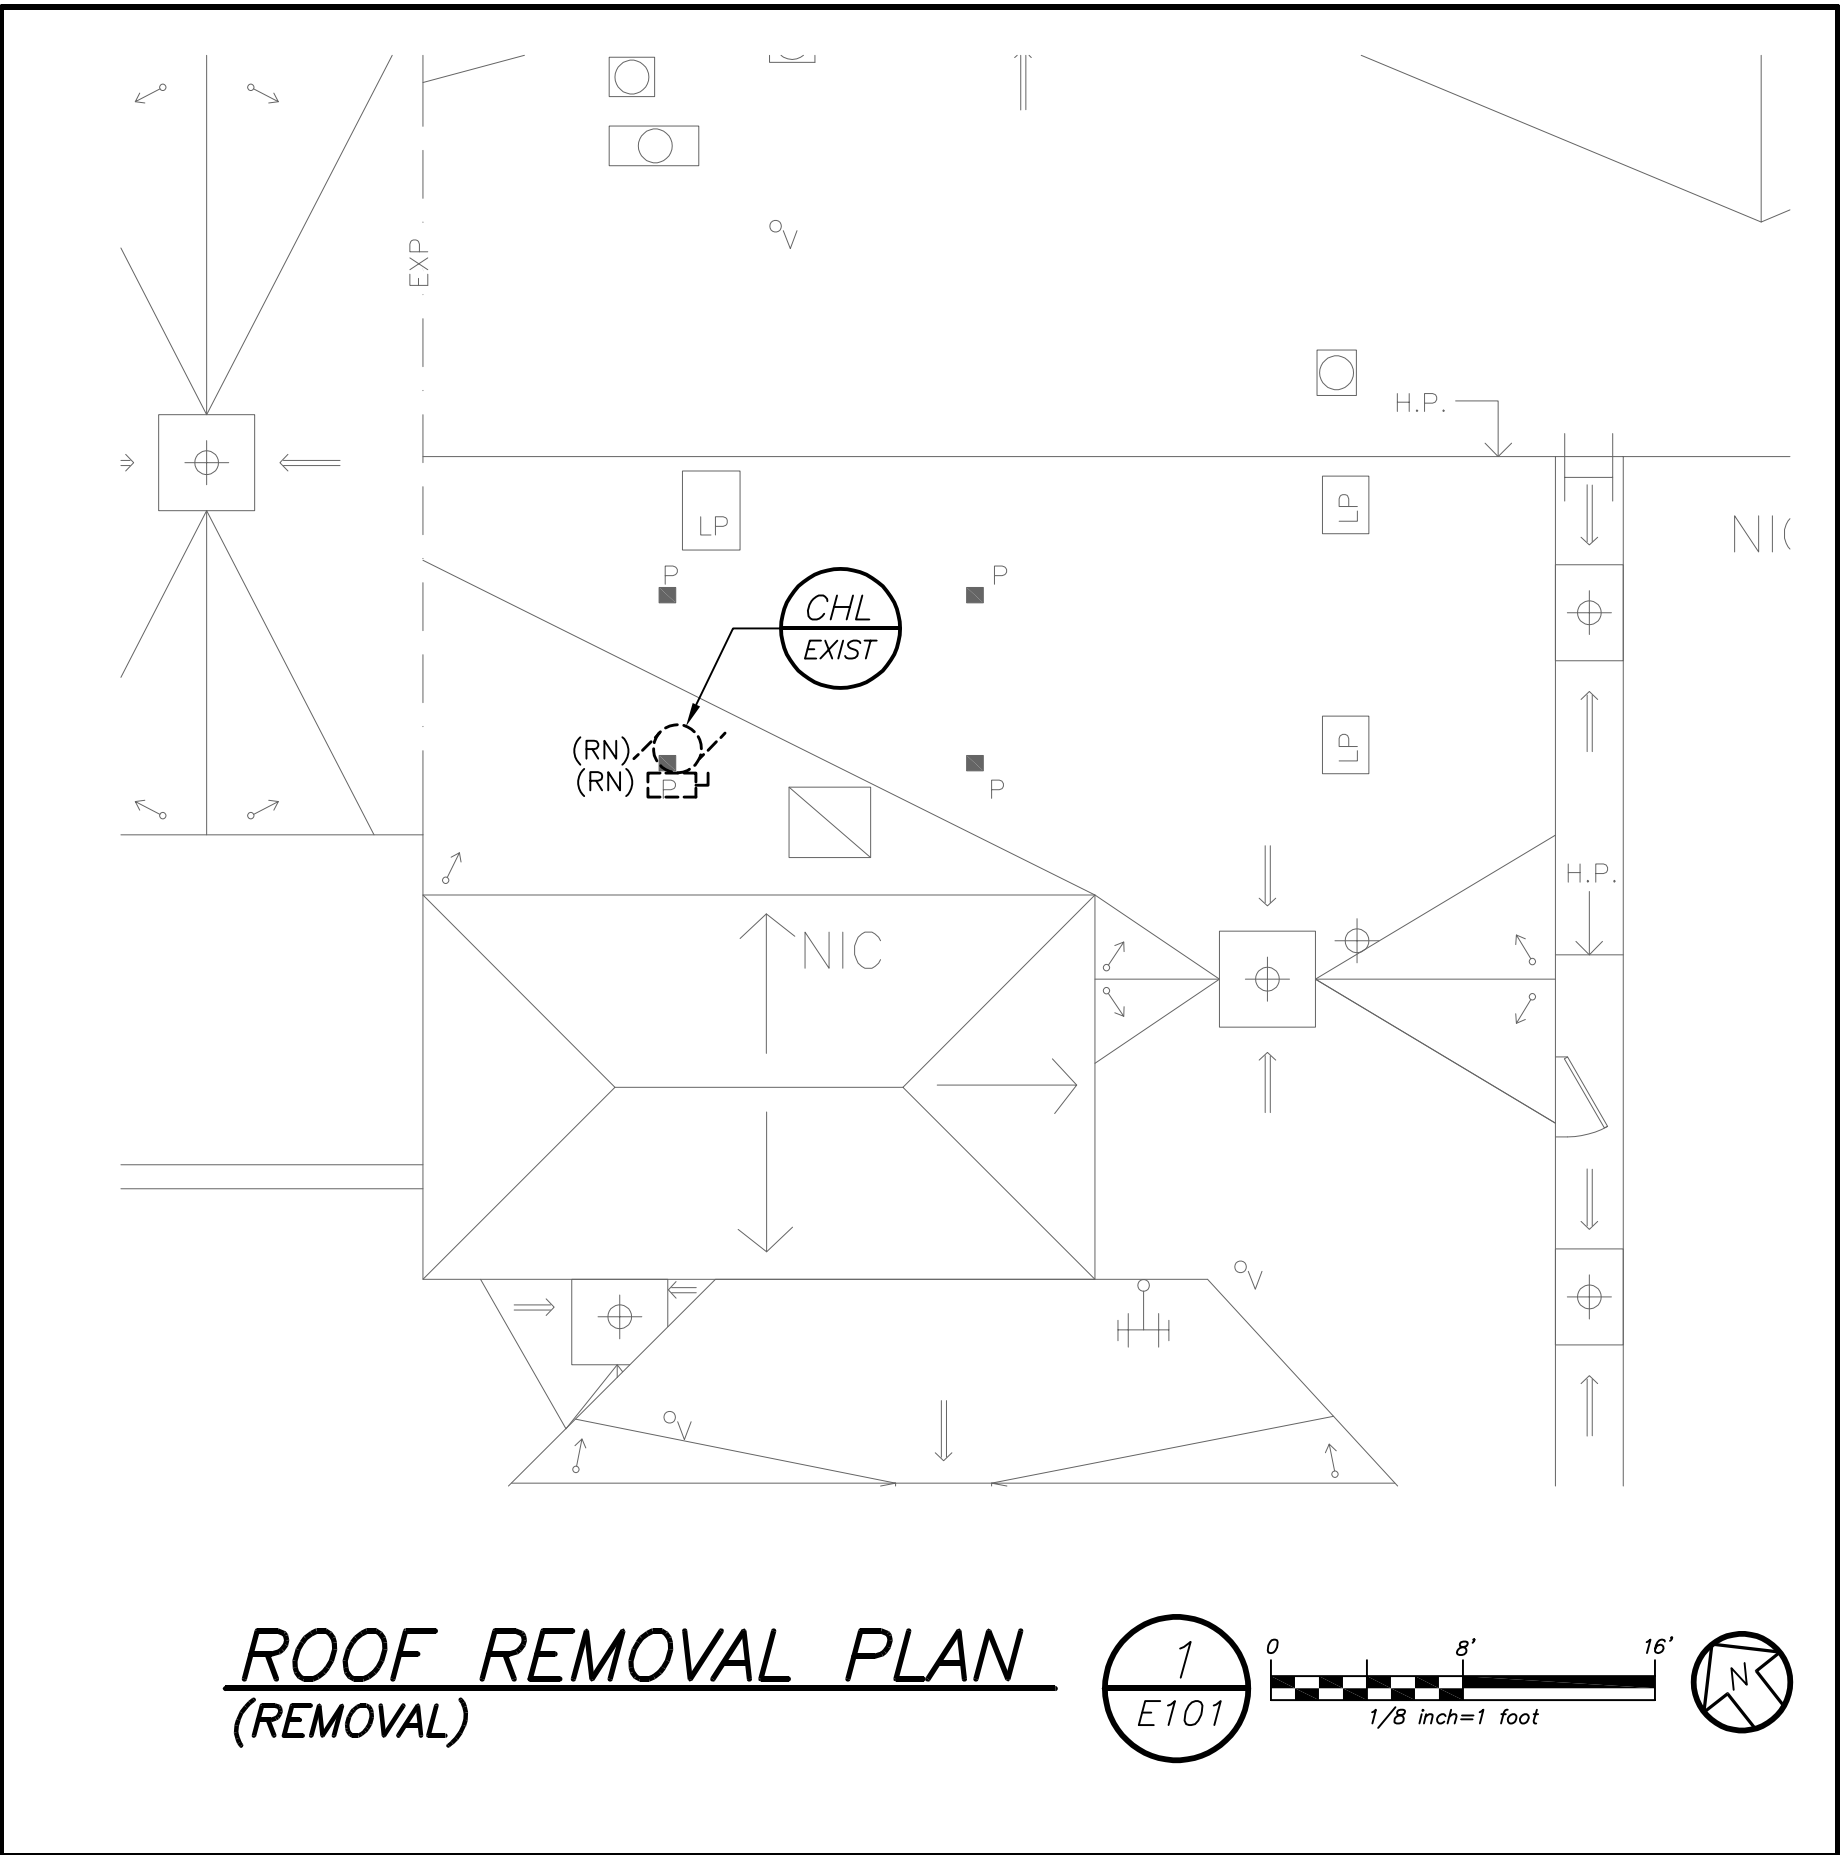 V
EXP
H.P.
LP
LP
NIC
P
P
CHL
EXIST
(RN)
(RN)
P
P
LP
H.P.
NIC
V
V
ROOF REMOVAL PLAN
(REMOVAL)
1
E101
0 8' 16'
1/8 inch=1 foot
N